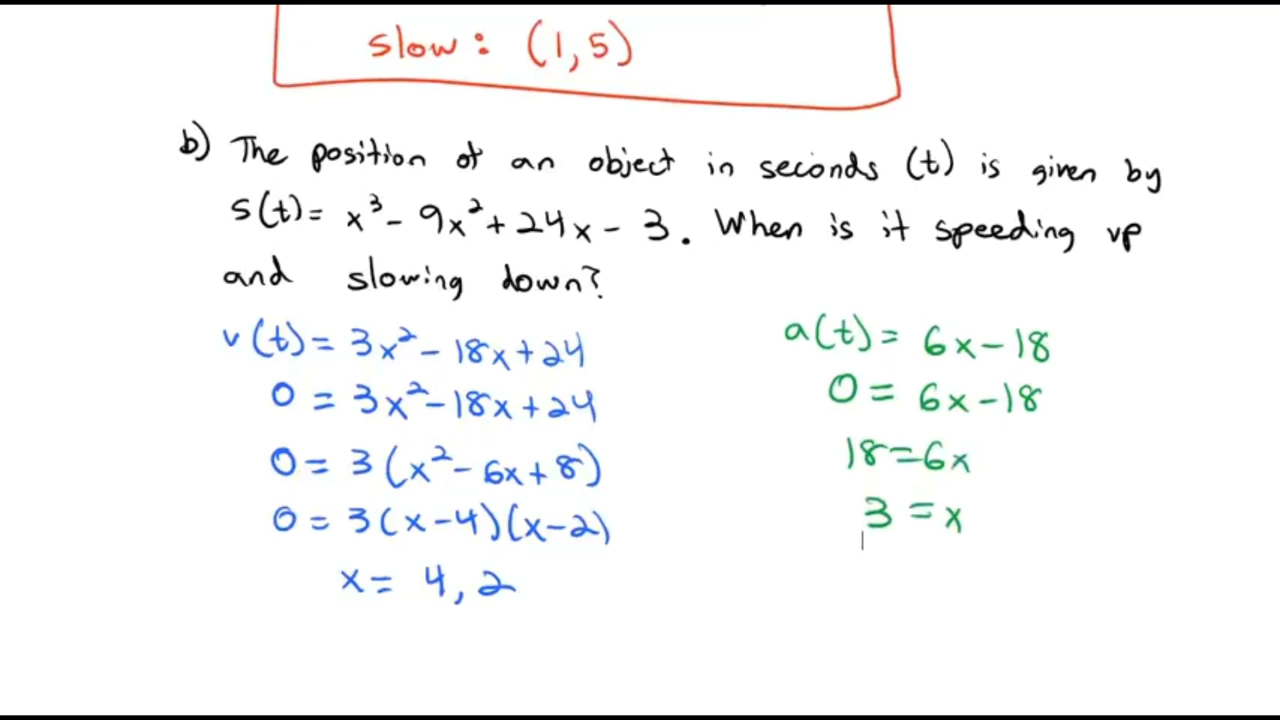 slow: (1,5)
b) The position of an object in seconds (t) is given by
s(t)= x³ - 9x² + 24x - 3. When is it speeding up
and slowing down?
v(t) = 3x² - 18x + 24
a(t) = 6x - 18
0 = 3x² - 18x + 24
0 = 6x - 18
0 = 3(x² - 6x + 8)
18 = 6x
0 = 3(x-4)(x-2)
3 = x
x = 4, 2